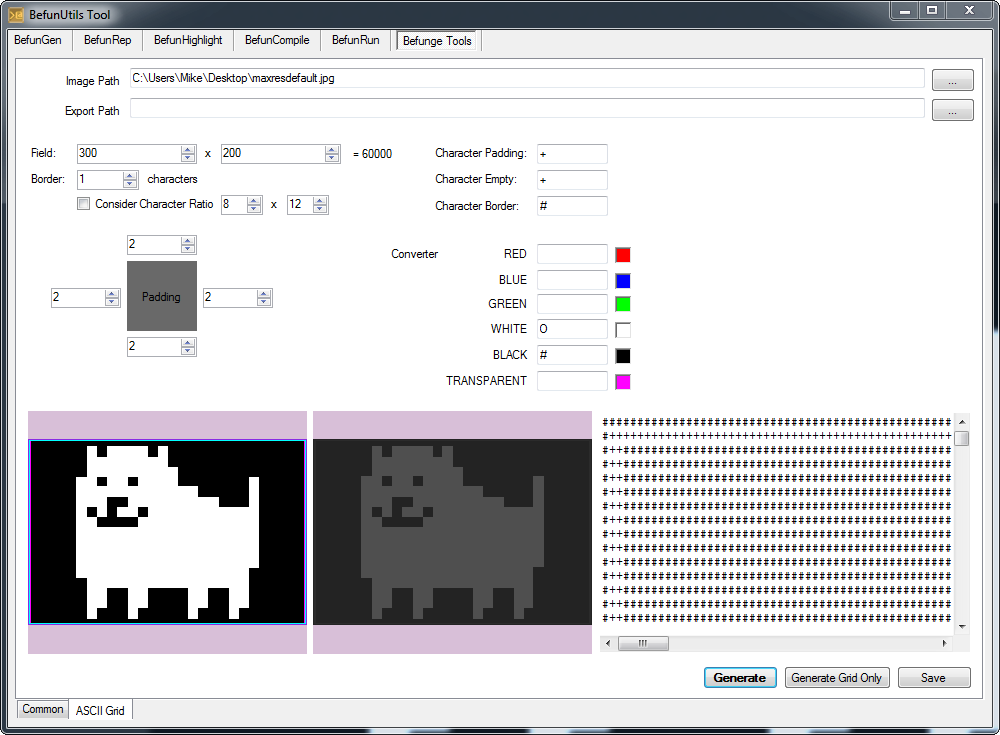 BefunUtils Tool
BefunGen BefunRep BefunHighlight BefunCompile BefunRun Befunge Tools
Image Path C:\Users\Mike\Desktop\maxresdefault.jpg ...
Export Path ...
Field: 300 x 200 = 60000 Character Padding: +
Border: 1 characters Character Empty: +
Consider Character Ratio 8 x 12 Character Border: #
2
Converter RED
BLUE
2 Padding 2
GREEN
WHITE O
2 BLACK #
TRANSPARENT
##################################################
#+++++++++++++++++++++++++++++++++++++++++++++++++
#++###############################################
#++###############################################
#++###############################################
#++###############################################
#++###############################################
#++###############################################
#++###############################################
#++###############################################
#++###############################################
#++###############################################
#++###############################################
#++###############################################
#++###############################################
Generate Generate Grid Only Save
Common ASCII Grid